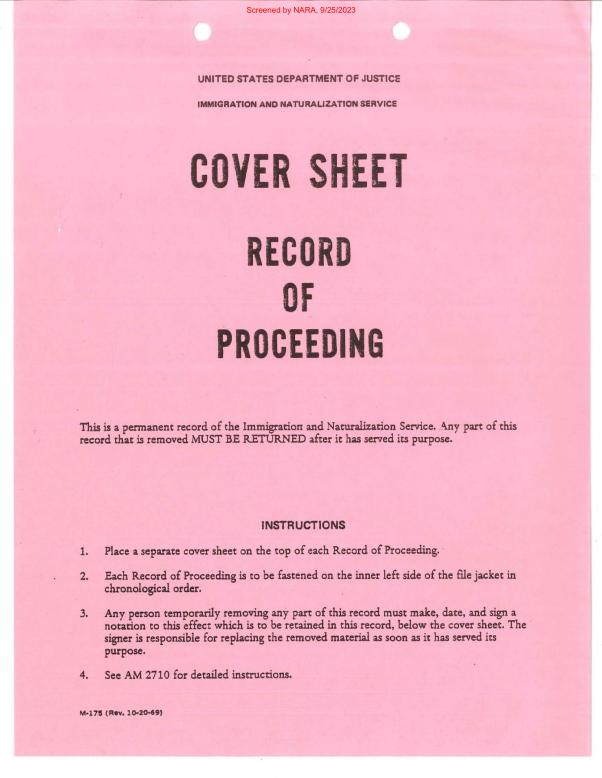 Screened by NARA, 9/25/2023
UNITED STATES DEPARTMENT OF JUSTICE
IMMIGRATION AND NATURALIZATION SERVICE
COVER SHEET
RECORD
OF
PROCEEDING
This is a permanent record of the Immigration and Naturalization Service. Any part of this
record that is removed MUST BE RETURNED after it has served its purpose.
INSTRUCTIONS
1. Place a separate cover sheet on the top of each Record of Proceeding.
2. Each Record of Proceeding is to be fastened on the inner left side of the file jacket in
chronological order.
3. Any person temporarily removing any part of this record must make, date, and sign a
notation to this effect which is to be retained in this record, below the cover sheet. The
signer is responsible for replacing the removed material as soon as it has served its
purpose.
4. See AM 2710 for detailed instructions.
M-175 (Rev. 10-20-69)